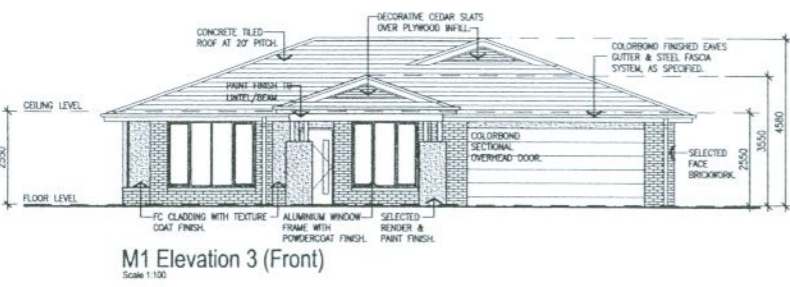 DECORATIVE CEDAR SLATS
OVER PLYWOOD INFILL.
CONCRETE TILED
ROOF AT 20° PITCH.
COLORBOND FINISHED EAVES
GUTTER & STEEL FASCIA
SYSTEM, AS SPECIFIED.
PAINT FINISH TO
LINTEL/BEAM
CEILING LEVEL
COLORBOND
SECTIONAL
OVERHEAD DOOR.
SELECTED
FACE
BRICKWORK.
2550
2550
3550
4580
FLOOR LEVEL
FC CLADDING WITH TEXTURE
COAT FINISH.
ALUMINIUM WINDOW
FRAME WITH
POWDERCOAT FINISH.
SELECTED
RENDER &
PAINT FINISH.
M1 Elevation 3 (Front)
Scale 1:100